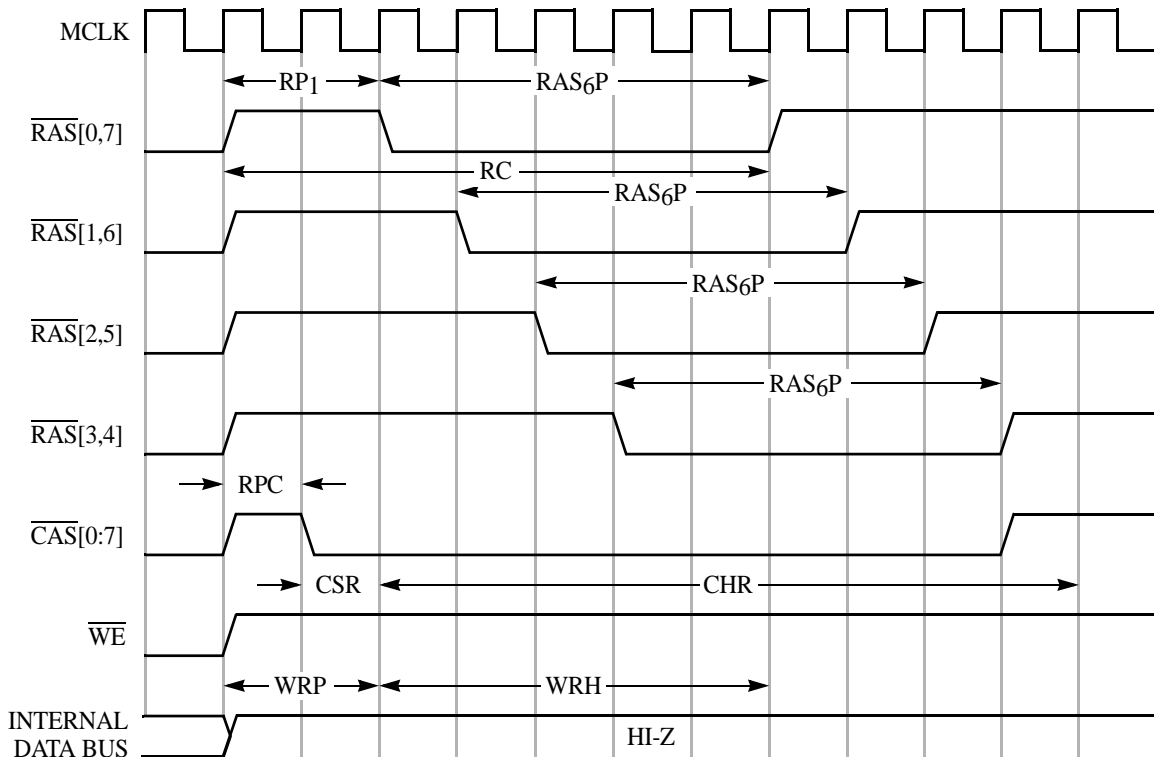 MCLK
RP1
RAS6P
RAS[0,7]
RC
RAS6P
RAS[1,6]
RAS6P
RAS[2,5]
RAS6P
RAS[3,4]
RPC
CAS[0:7]
CSR
CHR
WE
WRP
WRH
INTERNAL
DATA BUS
HI-Z